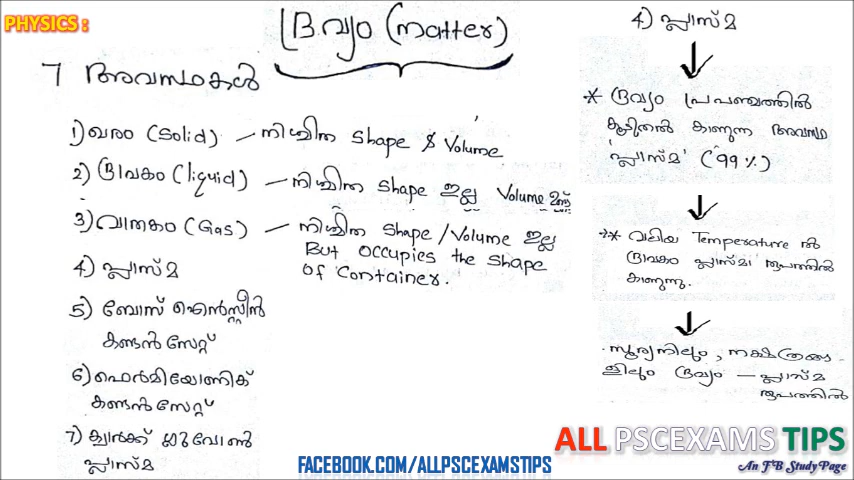 PHYSICS :
ദ്രവ്യം (matter)
7 അവസ്ഥകൾ
1) ഖരം (Solid) – നിശ്ചിത shape & Volume
2) ദ്രാവകം (liquid) – നിശ്ചിത shape ഇല്ല Volume ഉണ്ട്
3) വാതകം (Gas) – നിശ്ചിത shape/Volume ഇല്ല
But occupies the shape
of container.
4) പ്ലാസ്മ
5) ബോസ് ഐൻസ്റ്റീൻ
കണ്ടൻസേറ്റ്
6) ഫെർമിയോണിക്
കണ്ടൻസേറ്റ്
7) ക്വാർക്ക് ഗ്ലുവോൺ
പ്ലാസ്മ
4) പ്ലാസ്മ
* ദ്രവ്യം പ്രപഞ്ചത്തിൽ
കൂടുതൽ കാണുന്ന അവസ്ഥ
'പ്ലാസ്മ' (99%)
* വലിയ Temperature ൽ
ദ്രാവകം പ്ലാസ്മാ രൂപത്തിൽ
കാണുന്നു.
സൂര്യനിലും, നക്ഷത്രങ്ങ-
ളിലും ദ്രവ്യം – പ്ലാസ്മ
രൂപത്തിൽ
ALL PSCEXAMS TIPS
An FB StudyPage
FACEBOOK.COM/ALLPSCEXAMSTIPS